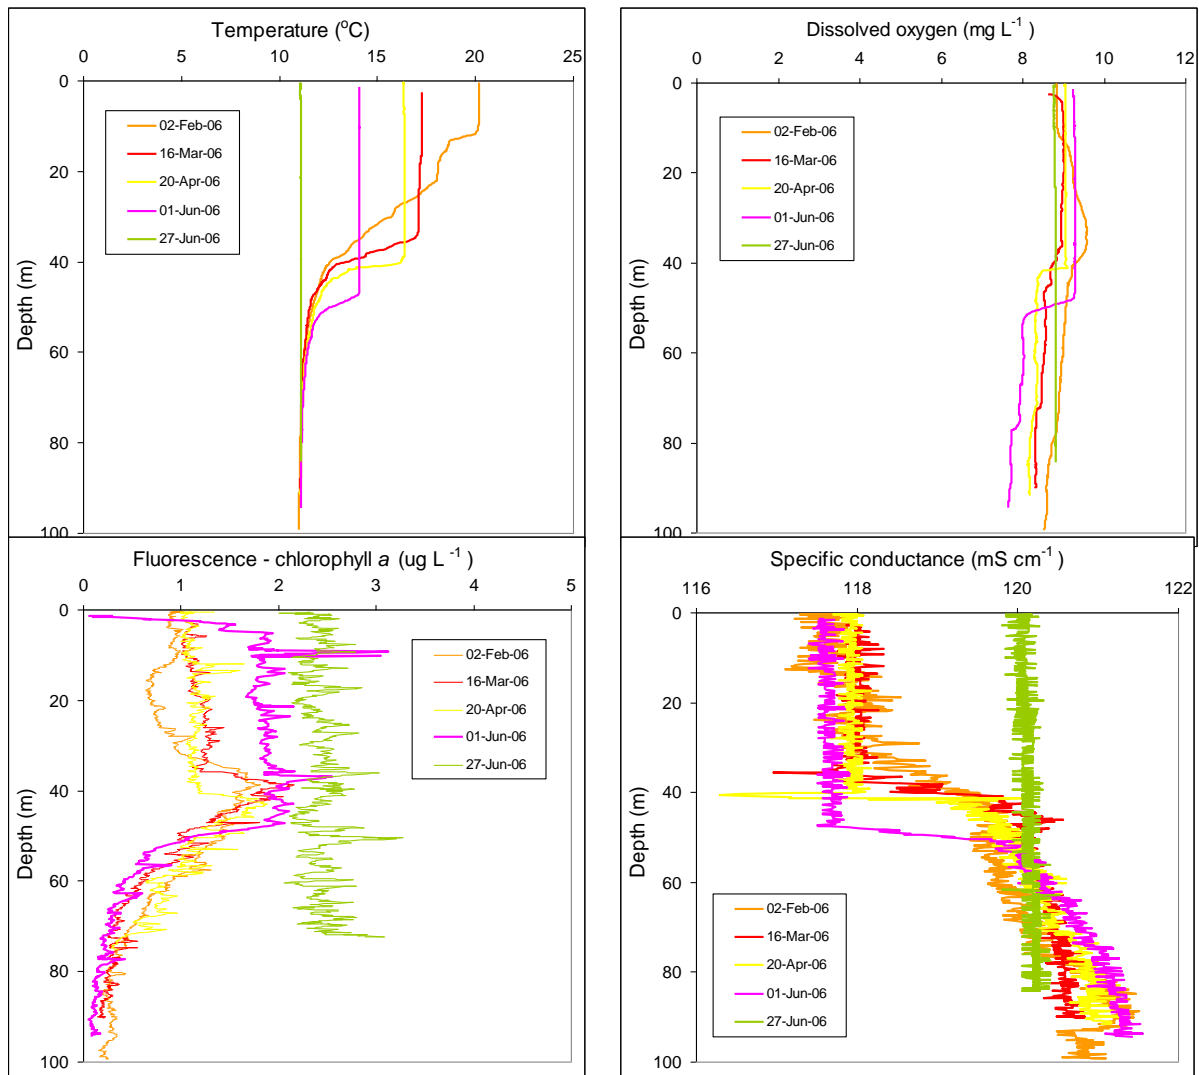 Temperature (°C)
0 5 10 15 20 25
0
20
40
60
80
100
Depth (m)
02-Feb-06
16-Mar-06
20-Apr-06
01-Jun-06
27-Jun-06
Dissolved oxygen (mg L⁻¹)
0 2 4 6 8 10 12
0
20
40
60
80
100
Depth (m)
02-Feb-06
16-Mar-06
20-Apr-06
01-Jun-06
27-Jun-06
Fluorescence - chlorophyll a (ug L⁻¹)
0 1 2 3 4 5
0
20
40
60
80
100
Depth (m)
02-Feb-06
16-Mar-06
20-Apr-06
01-Jun-06
27-Jun-06
Specific conductance (mS cm⁻¹)
116 118 120 122
0
20
40
60
80
100
Depth (m)
02-Feb-06
16-Mar-06
20-Apr-06
01-Jun-06
27-Jun-06